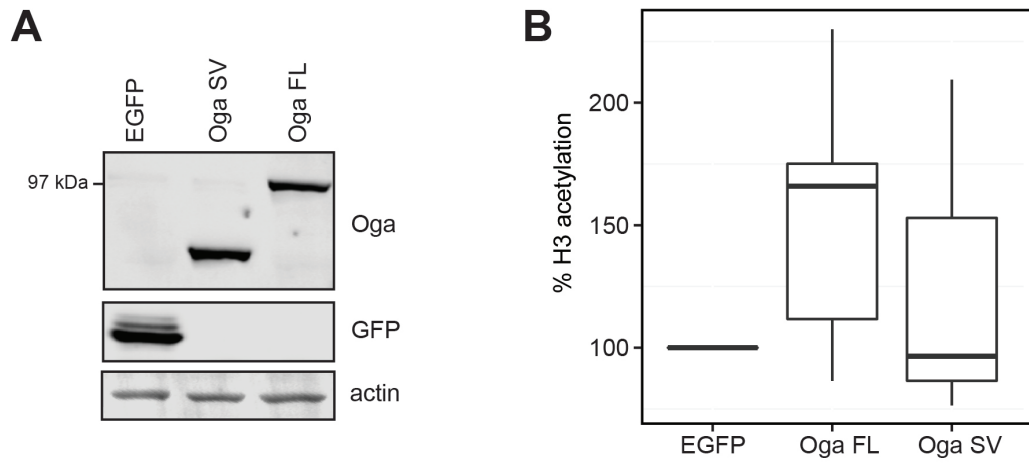 A
EGFP
Oga SV
Oga FL
97 kDa
Oga
GFP
actin
B
% H3 acetylation
200
150
100
EGFP
Oga FL
Oga SV